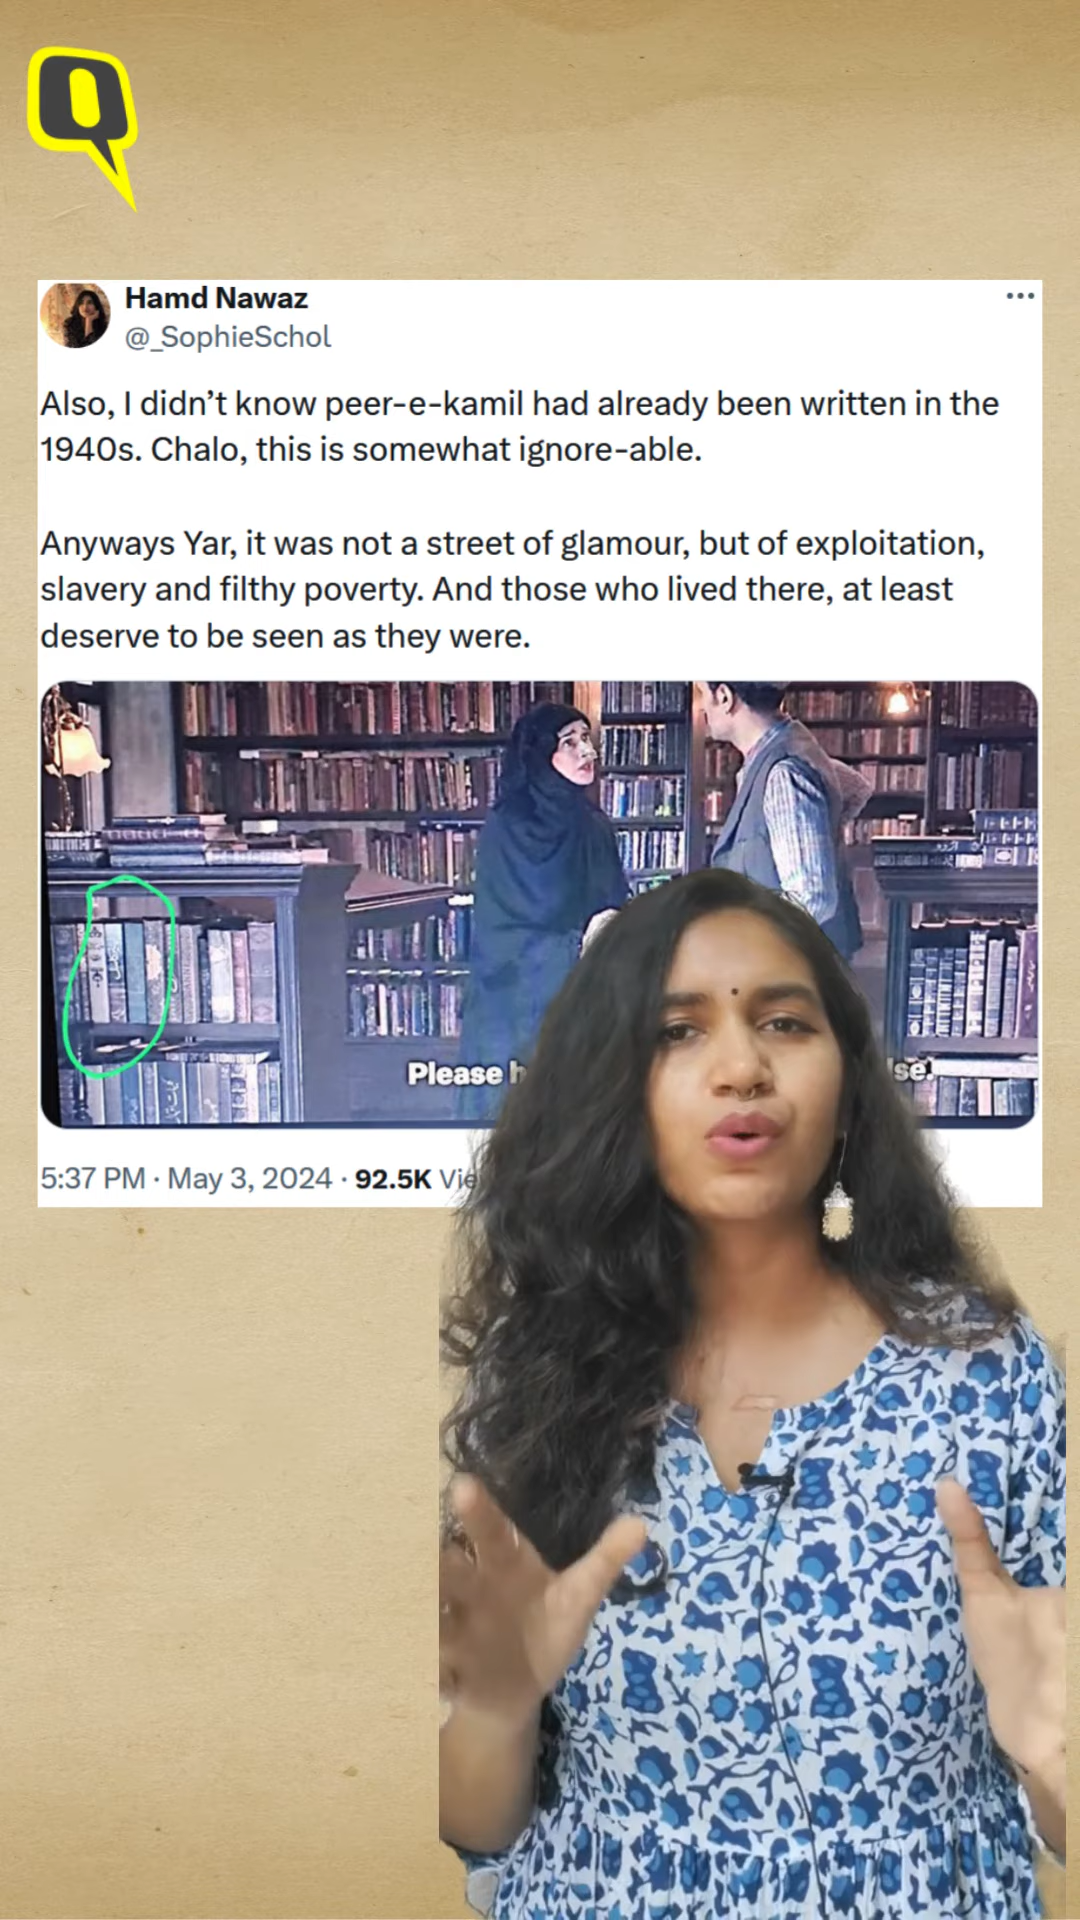 Q
Hamd Nawaz
@_SophieSchol
Also, I didn’t know peer-e-kamil had already been written in the
1940s. Chalo, this is somewhat ignore-able.
Anyways Yar, it was not a street of glamour, but of exploitation,
slavery and filthy poverty. And those who lived there, at least
deserve to be seen as they were.
Please
5:37 PM · May 3, 2024 · 92.5K